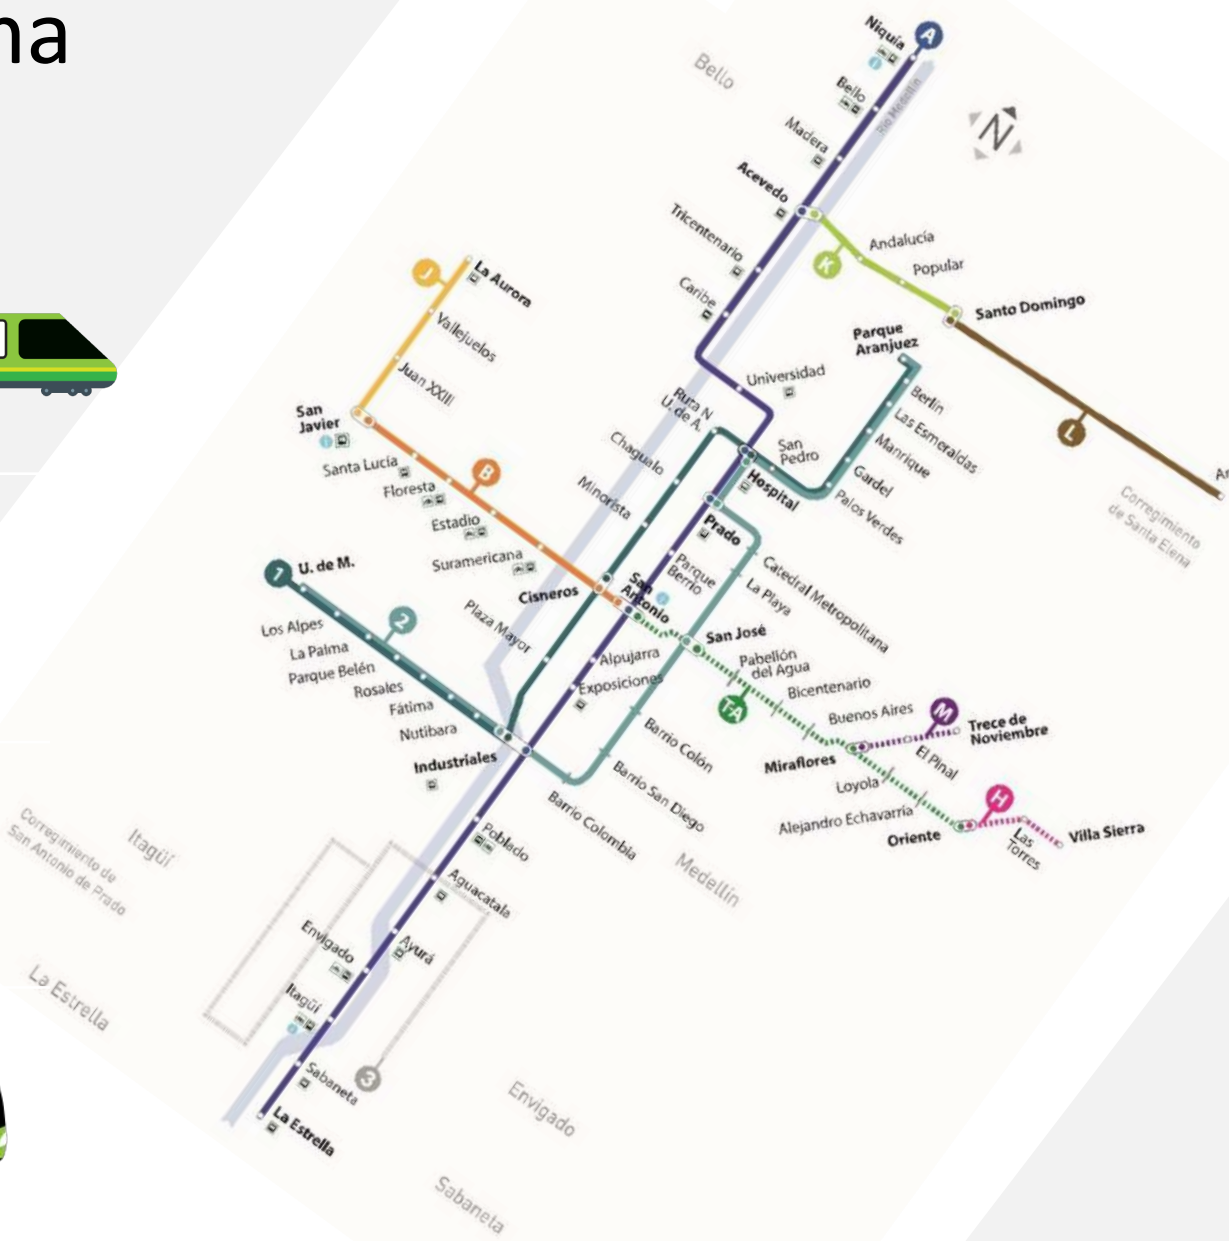 na
Niquía
A
Bello
Bello
Río Medellín
Madera
N
Acevedo
Tricentenario
K
Andalucía
Popular
Santo Domingo
Caribe
J
La Aurora
Vallejuelos
Juan XXIII
San
Javier
Parque
Aranjuez
Universidad
Ruta N
U. de A.
Berlín
Las Esmeraldas
Manrique
Gardel
Palos Verdes
San
Pedro
Hospital
L
Corregimiento
de Santa Elena
Chagualo
Minorista
Santa Lucía
B
Floresta
Estadio
Suramericana
Cisneros
Prado
Parque
Berrío
San
Antonio
Catedral Metropolitana
La Playa
1
U. de M.
2
Los Alpes
La Palma
Parque Belén
Rosales
Fátima
Nutibara
Industriales
Plaza Mayor
Alpujarra
Exposiciones
San José
Pabellón
del Agua
T-A
Bicentenario
Buenos Aires
M
Trece de
Noviembre
Miraflores
El Pinal
Loyola
Alejandro Echavarría
Oriente
H
Las
Torres
Villa Sierra
Barrio Colón
Barrio San Diego
Barrio Colombia
Medellín
Poblado
Aguacatala
Corregimiento de
San Antonio de Prado
Itagüí
Envigado
Ayurá
La Estrella
Itagüí
Sabaneta
3
La Estrella
Envigado
Sabaneta